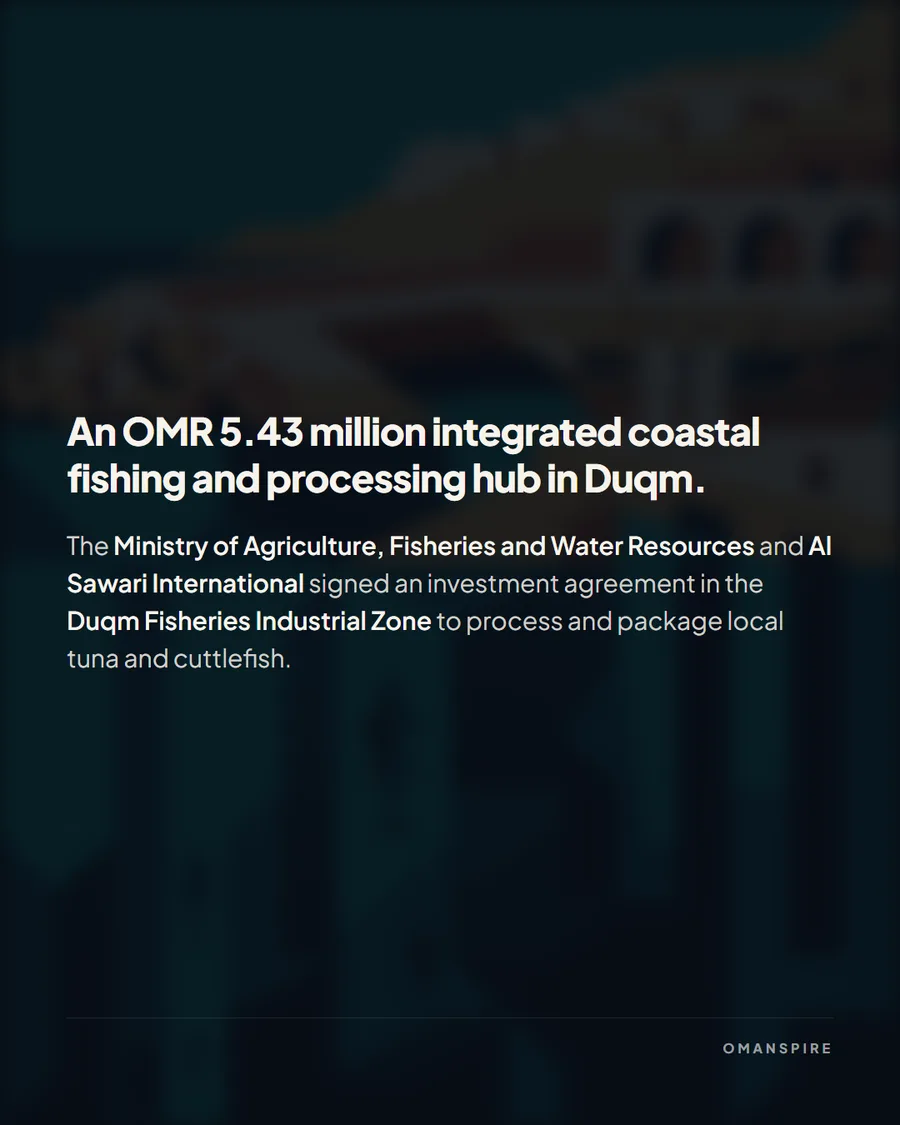 An OMR 5.43 million integrated coastal
fishing and processing hub in Duqm.
The Ministry of Agriculture, Fisheries and Water Resources and Al
Sawari International signed an investment agreement in the
Duqm Fisheries Industrial Zone to process and package local
tuna and cuttlefish.
OMANSPIRE